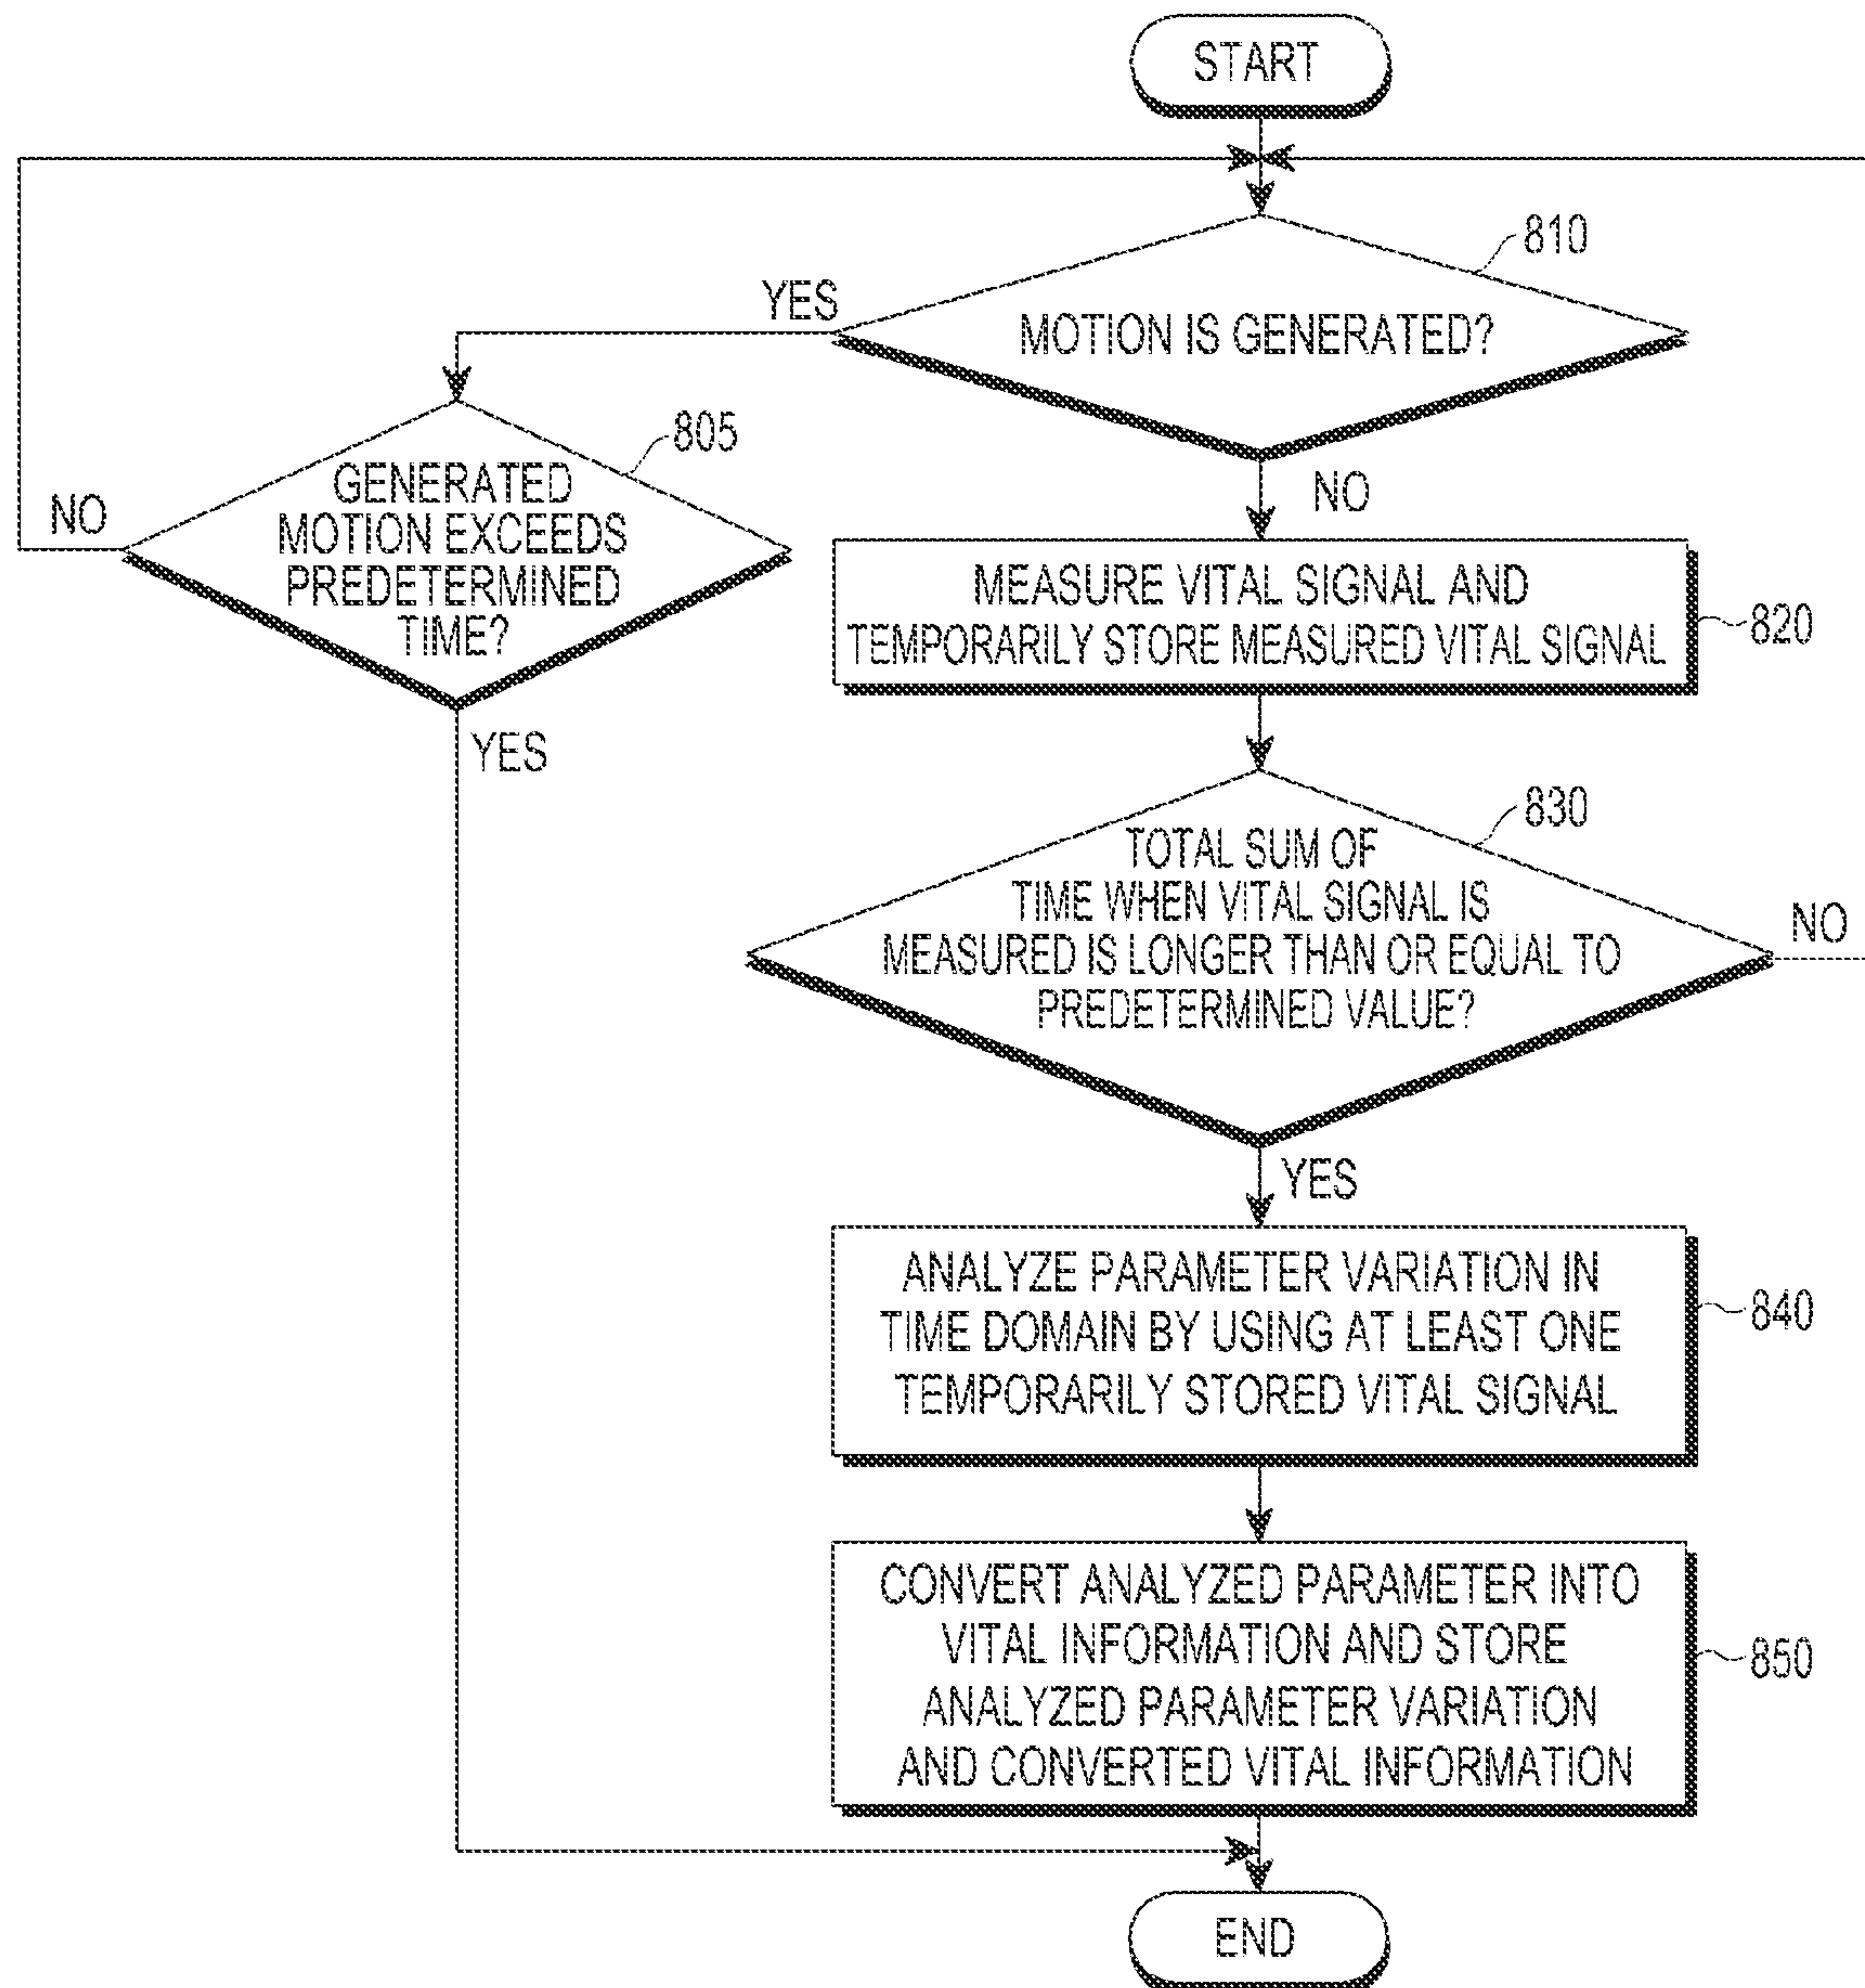 START
810
YES
MOTION IS GENERATED?
805
GENERATED
MOTION EXCEEDS
PREDETERMINED
TIME?
NO
YES
NO
MEASURE VITAL SIGNAL AND
TEMPORARILY STORE MEASURED VITAL SIGNAL
820
830
TOTAL SUM OF
TIME WHEN VITAL SIGNAL IS
MEASURED IS LONGER THAN OR EQUAL TO
PREDETERMINED VALUE?
NO
YES
ANALYZE PARAMETER VARIATION IN
TIME DOMAIN BY USING AT LEAST ONE
TEMPORARILY STORED VITAL SIGNAL
840
CONVERT ANALYZED PARAMETER INTO
VITAL INFORMATION AND STORE
ANALYZED PARAMETER VARIATION
AND CONVERTED VITAL INFORMATION
850
END